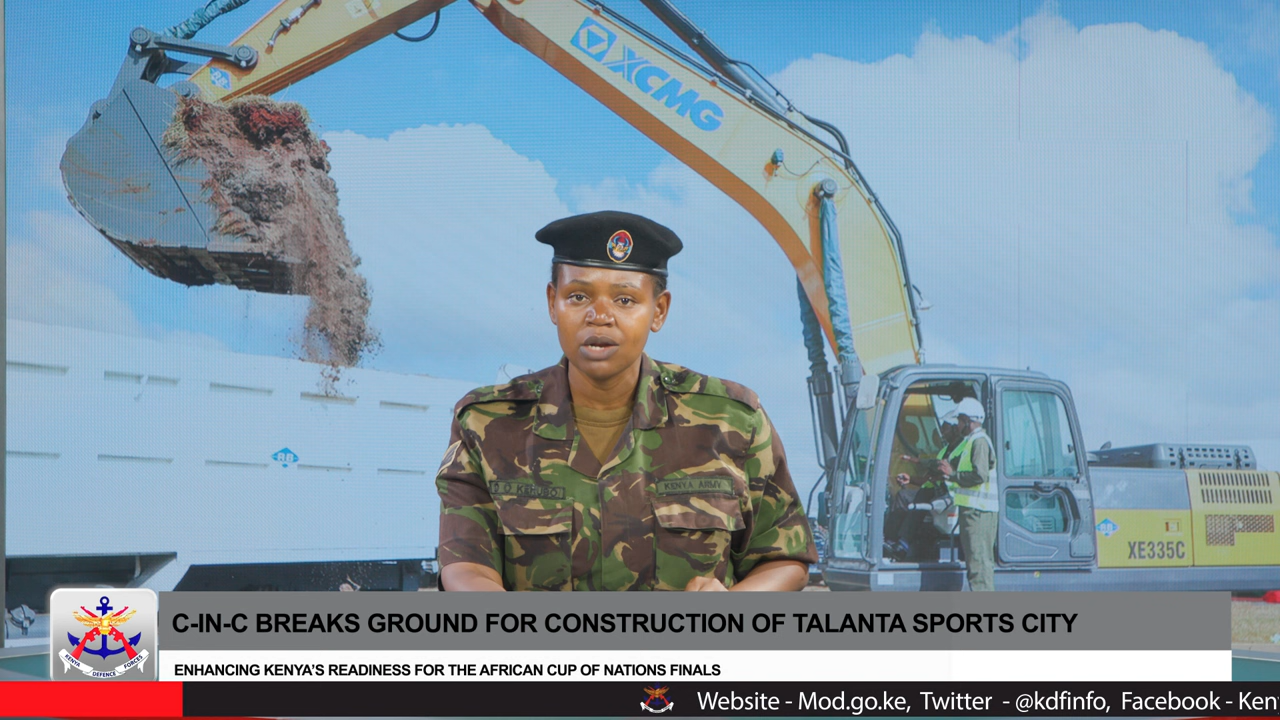 XCMG
D O KERUBO
KENYA ARMY
XE335C
C-IN-C BREAKS GROUND FOR CONSTRUCTION OF TALANTA SPORTS CITY
KENYA DEFENCE FORCES
ENHANCING KENYA'S READINESS FOR THE AFRICAN CUP OF NATIONS FINALS
Website - Mod.go.ke, Twitter - @kdfinfo, Facebook - Ken